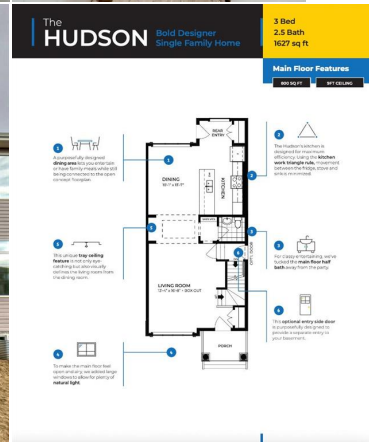 The
HUDSON
Bold Designer
Single Family Home
3 Bed
2.5 Bath
1627 sq ft
Main Floor Features
800 SQ FT
9FT CEILING
1
A purposefully designed
dining area lets you entertain
or have family meals while still
being connected to the open
concept floorplan.
2
The Hudson's kitchen is
designed for maximum
efficiency. Using the kitchen
work triangle rule, movement
between the fridge, stove and
sink is minimized.
This unique tray ceiling
feature is not only eye-
catching but also visually
defines the living room from
the dining room.
3
For classy entertaining, we've
tucked the main floor half
bath away from the party.
4
To make the main floor feel
open and airy, we added large
windows to allow for plenty of
natural light.
This optional entry side door
is purposefully designed to
provide a separate entry to
your basement.
REAR
ENTRY
DINING
KITCHEN
LIVING ROOM
PORCH